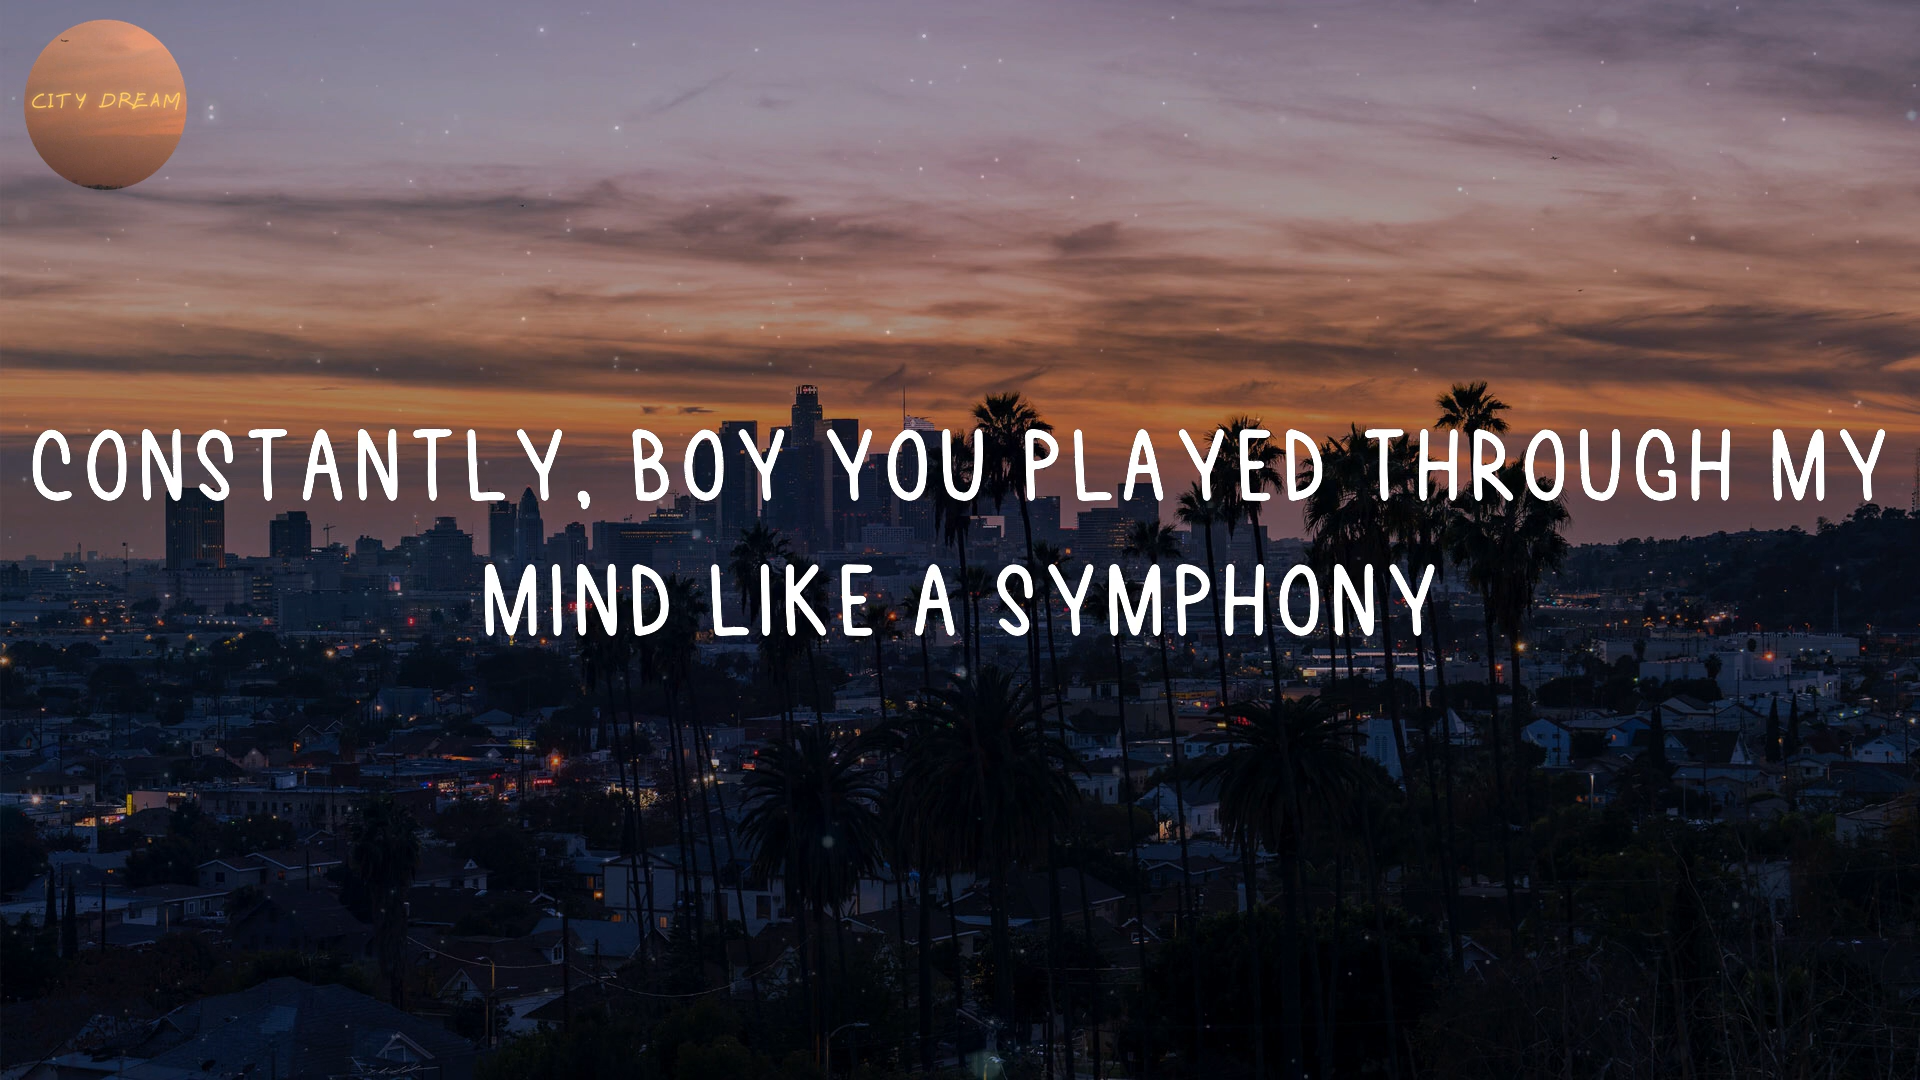 CITY DREAM
CONSTANTLY, BOY YOU PLAYED THROUGH MY
MIND LIKE A SYMPHONY